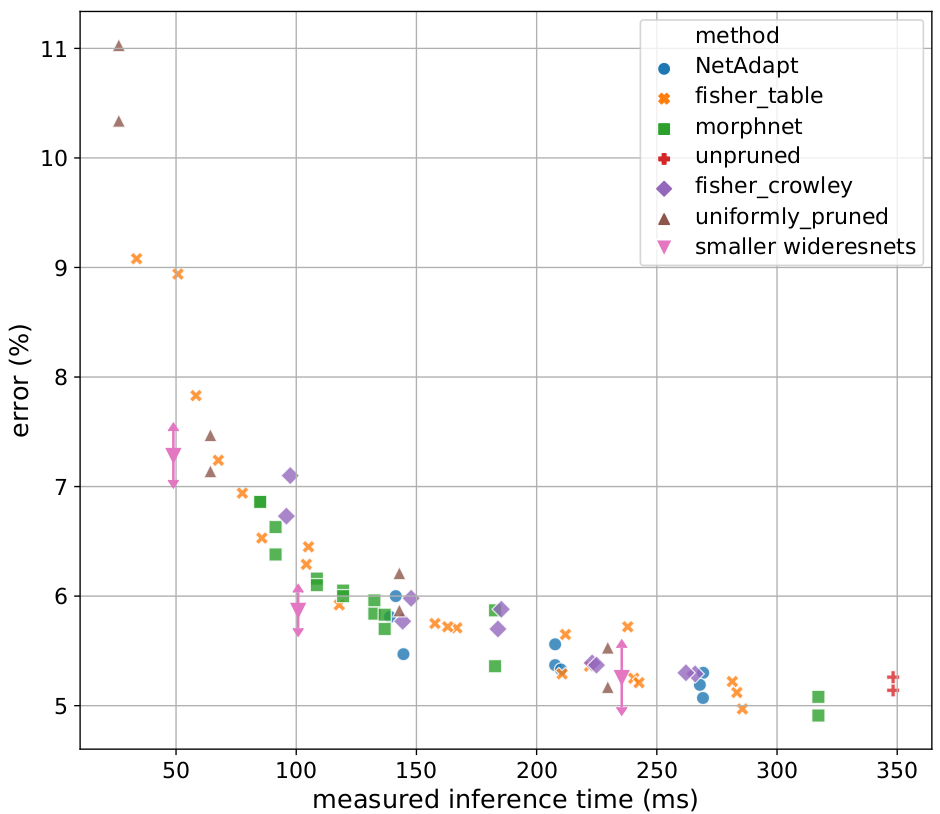 11
10
9
8
7
6
5
error (%)
method
NetAdapt
fisher_table
morphnet
unpruned
fisher_crowley
uniformly_pruned
smaller wideresnets
50 100 150 200 250 300 350
measured inference time (ms)